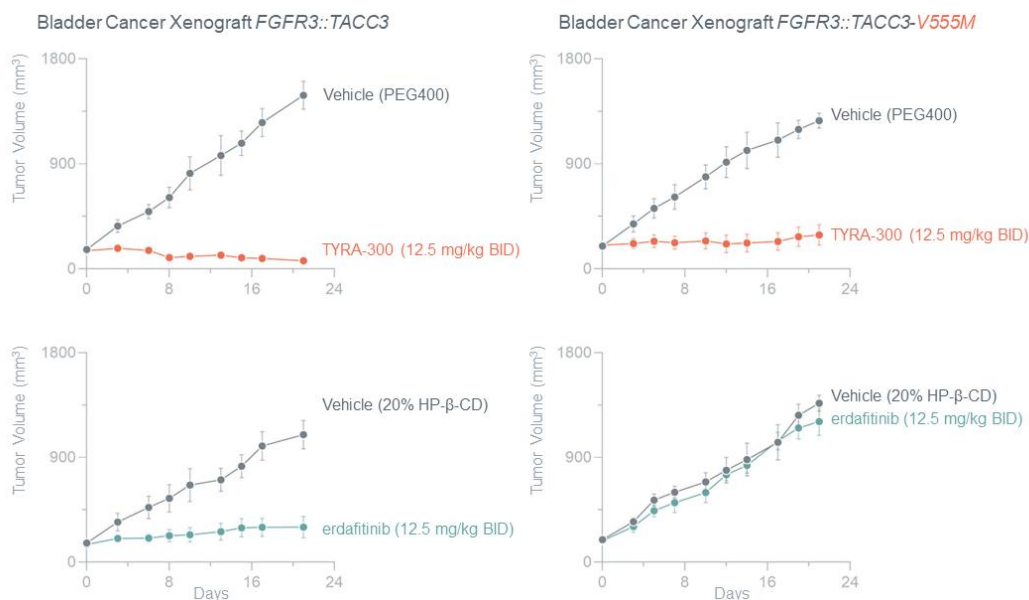 Bladder Cancer Xenograft FGFR3::TACC3
1800
900
0
Tumor Volume (mm³)
Vehicle (PEG400)
TYRA-300 (12.5 mg/kg BID)
0 8 16 24
Bladder Cancer Xenograft FGFR3::TACC3-V555M
1800
900
0
Tumor Volume (mm³)
Vehicle (PEG400)
TYRA-300 (12.5 mg/kg BID)
0 8 16 24
1800
900
0
Tumor Volume (mm³)
Vehicle (20% HP-β-CD)
erdafitinib (12.5 mg/kg BID)
0 8 16 24
Days
1800
900
0
Tumor Volume (mm³)
Vehicle (20% HP-β-CD)
erdafitinib (12.5 mg/kg BID)
0 8 16 24
Days